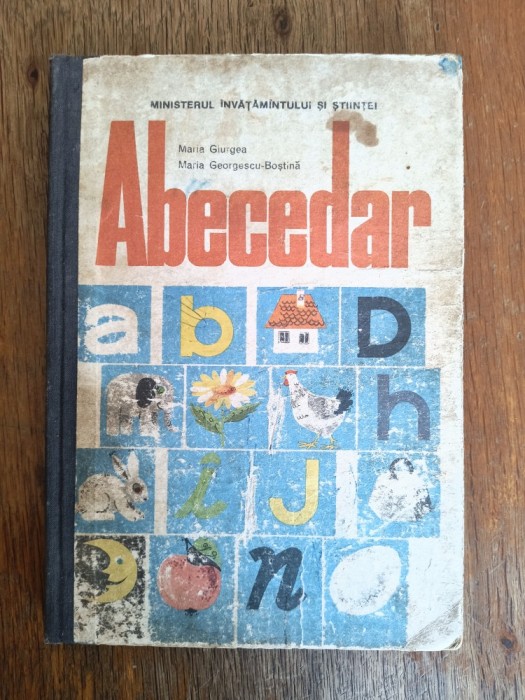 MINISTERUL ÎNVĂŢĂMÎNTULUI ŞI ŞTIINŢEI
Maria Giurgea
Maria Georgescu-Boştină
Abecedar
a b D
h
i J
n